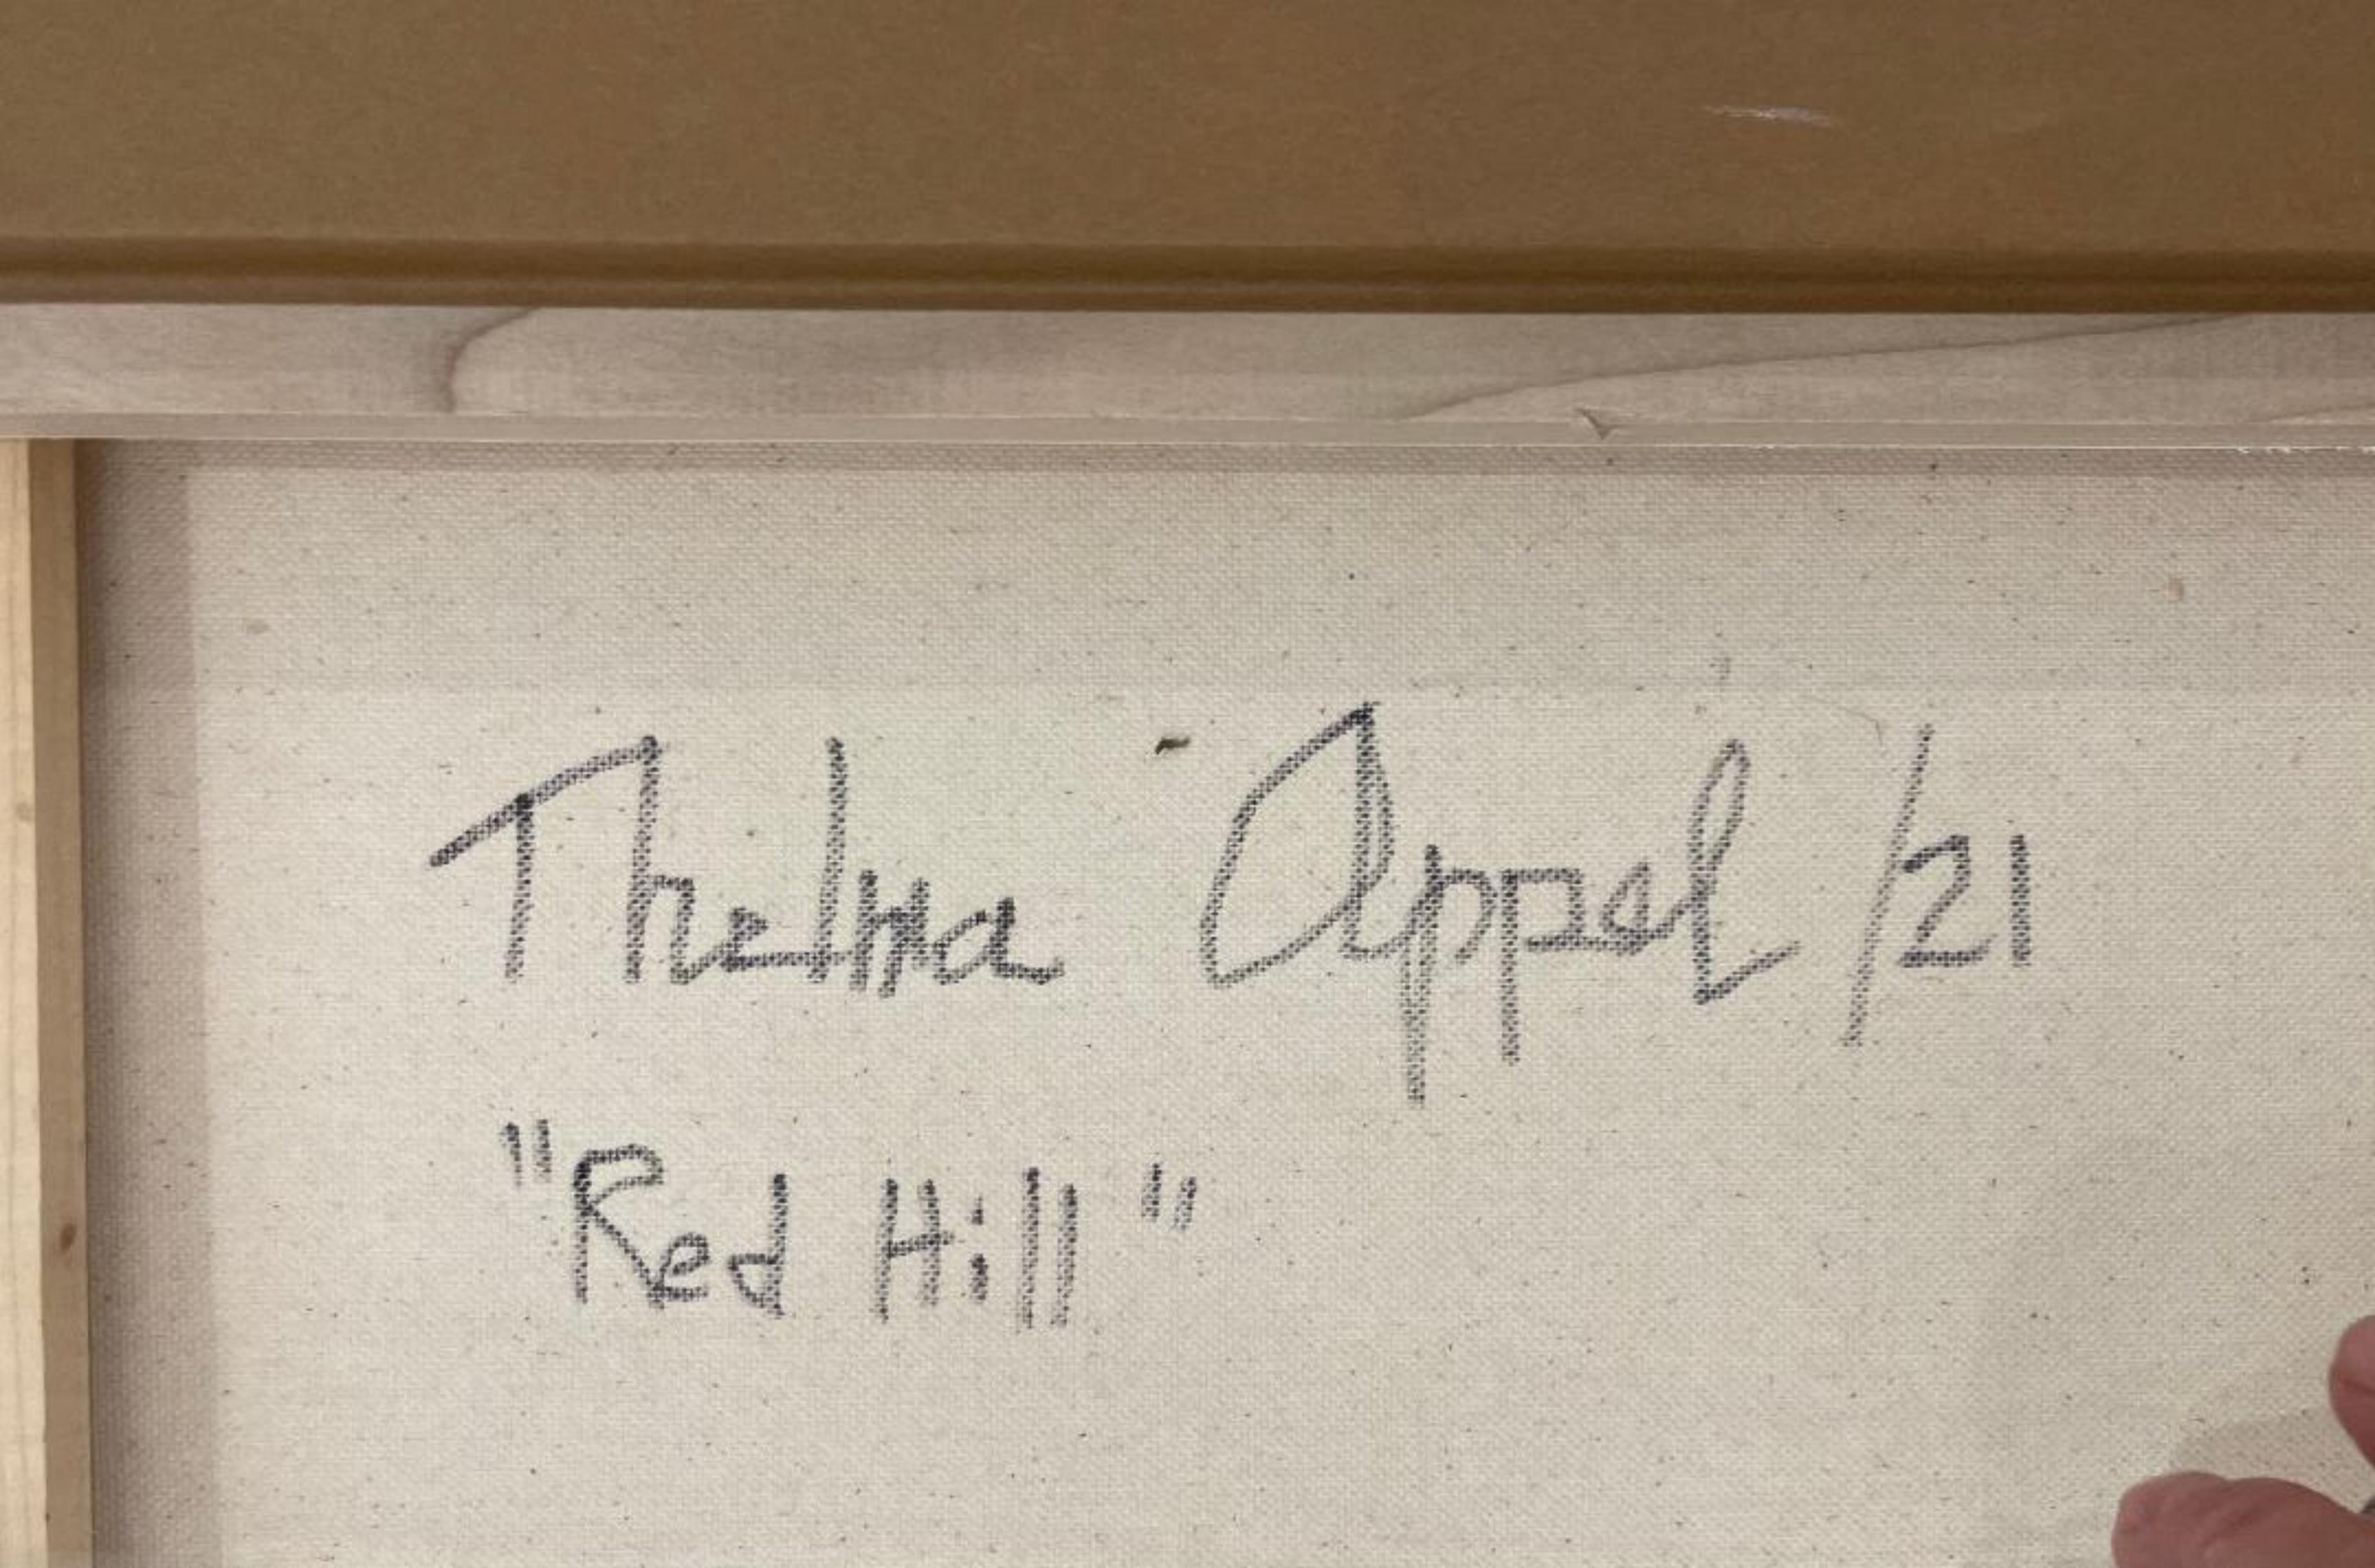 Thelma Appel /21
"Red Hill"